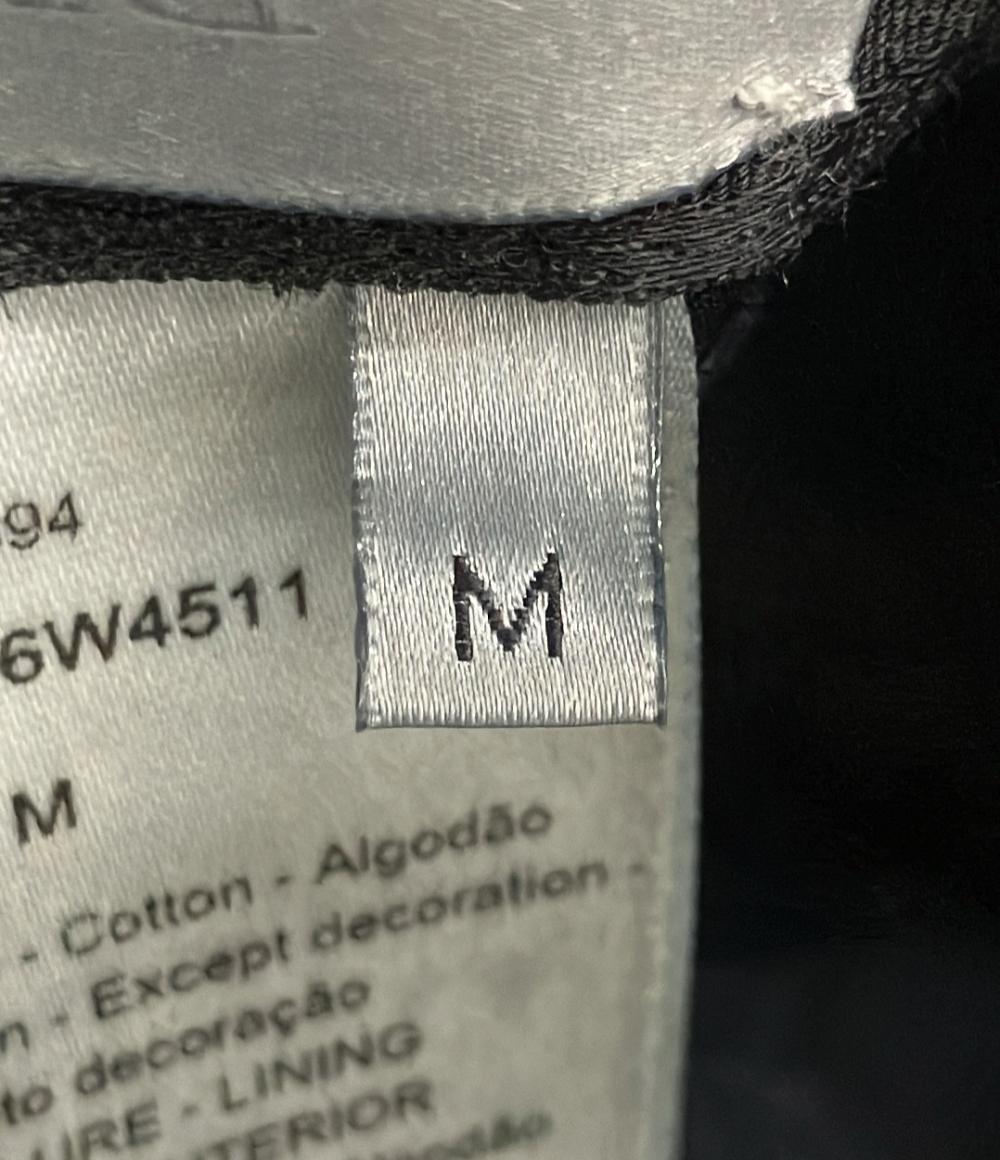 94
6W4511
M
M
- Cotton - Algodão
n - Except decoration -
to decoração
URE - LINING
TERIOR